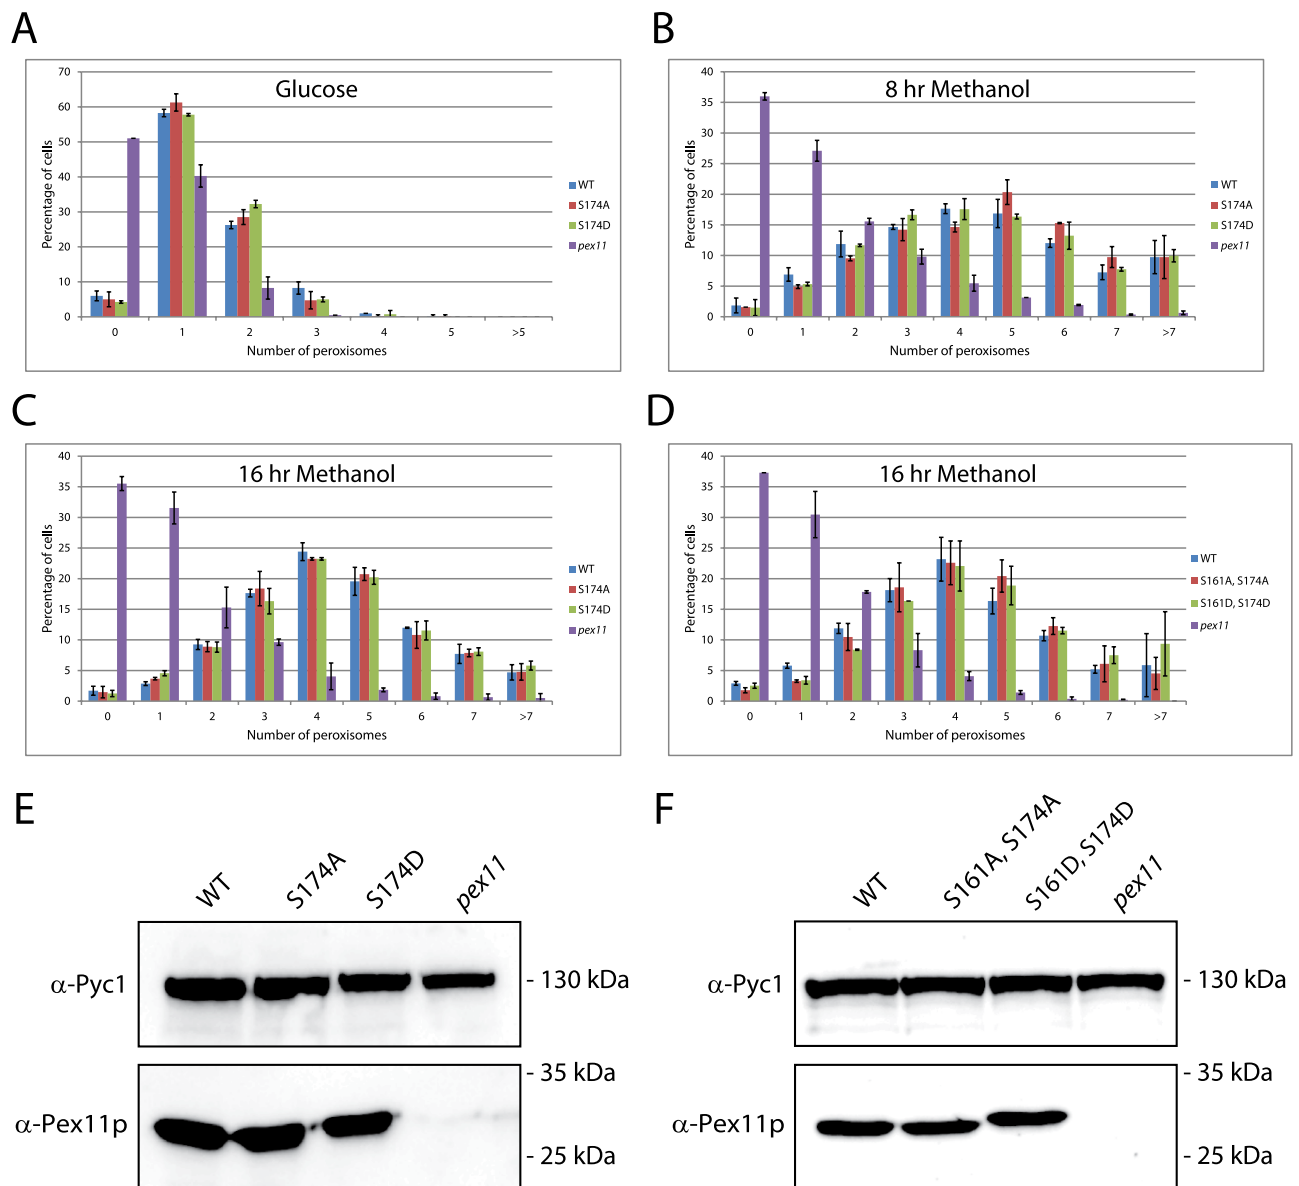 A
Glucose
Percentage of cells
70
60
50
40
30
20
10
0
0 1 2 3 4 5 >5
Number of peroxisomes
WT
S174A
S174D
pex11
B
8 hr Methanol
Percentage of cells
40
35
30
25
20
15
10
5
0
0 1 2 3 4 5 6 7 >7
Number of peroxisomes
WT
S174A
S174D
pex11
C
16 hr Methanol
Percentage of cells
40
35
30
25
20
15
10
5
0
0 1 2 3 4 5 6 7 >7
Number of peroxisomes
WT
S174A
S174D
pex11
D
16 hr Methanol
Percentage of cells
40
35
30
25
20
15
10
5
0
0 1 2 3 4 5 6 7 >7
Number of peroxisomes
WT
S161A, S174A
S161D, S174D
pex11
E
WT S174A S174D pex11
α-Pyc1 - 130 kDa
- 35 kDa
α-Pex11p
- 25 kDa
F
WT S161A, S174A S161D, S174D pex11
α-Pyc1 - 130 kDa
- 35 kDa
α-Pex11p
- 25 kDa